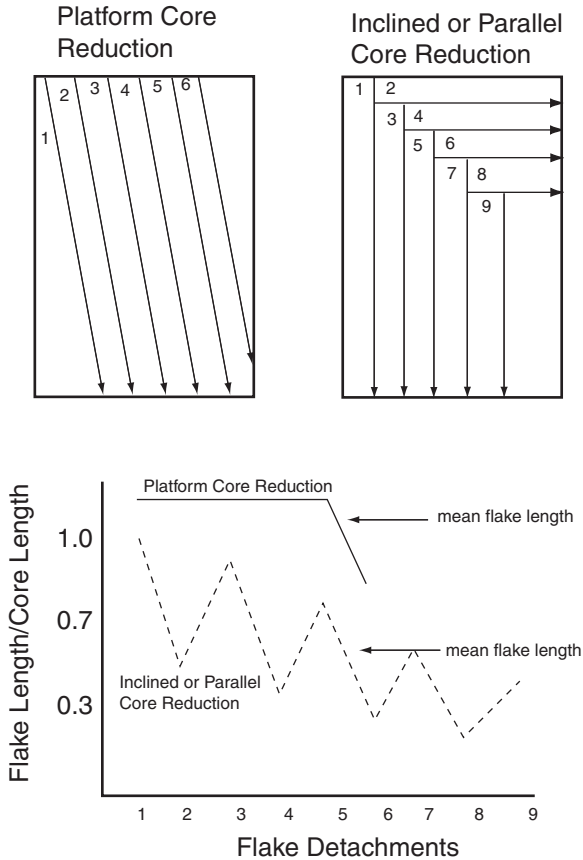 Platform Core
Reduction
1
2
3
4
5
6
Inclined or Parallel
Core Reduction
1
2
3
4
5
6
7
8
9
Flake Length/Core Length
1.0
0.7
0.3
Platform Core Reduction
mean flake length
mean flake length
Inclined or Parallel
Core Reduction
1 2 3 4 5 6 7 8 9
Flake Detachments